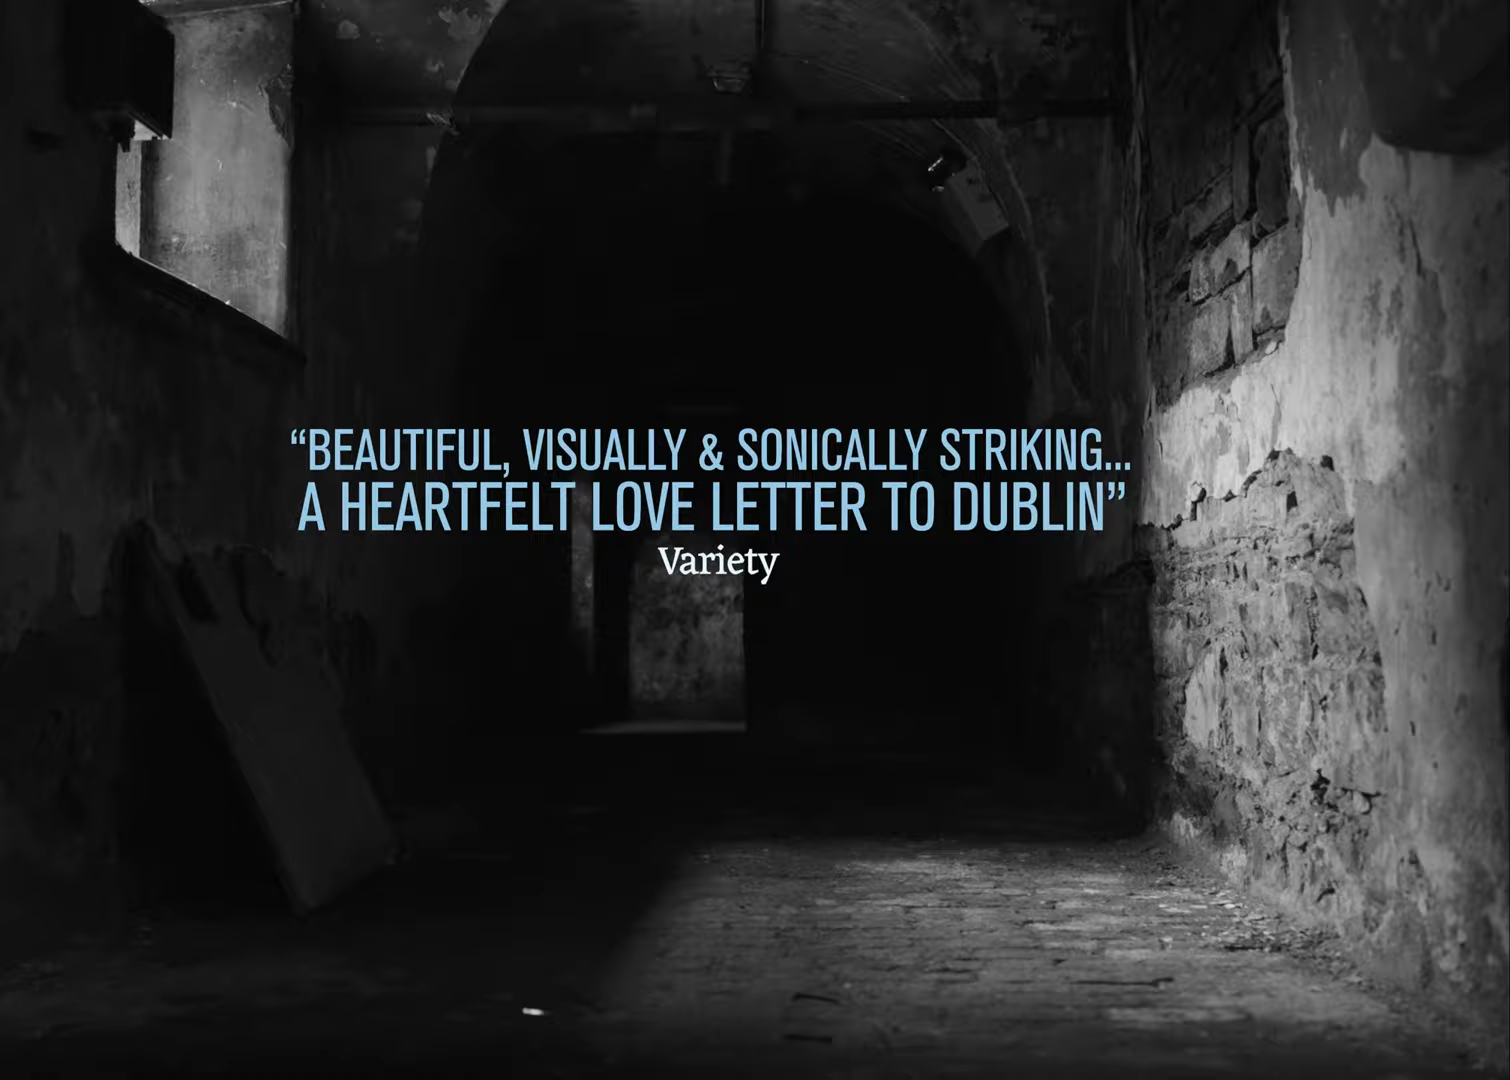 “BEAUTIFUL, VISUALLY & SONICALLY STRIKING...
A HEARTFELT LOVE LETTER TO DUBLIN”
Variety